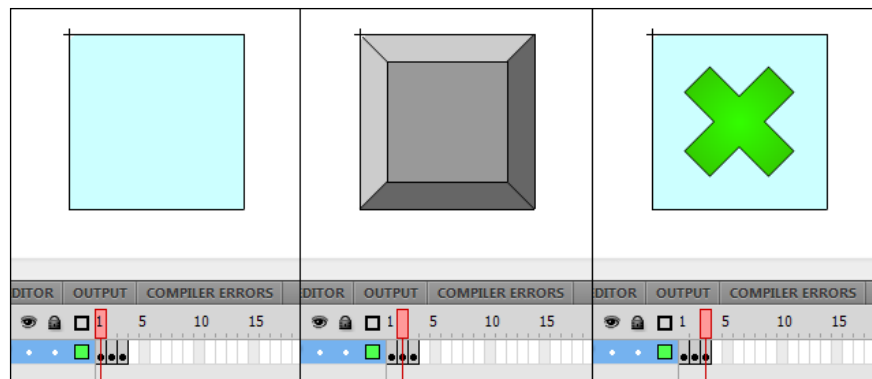 DITOR OUTPUT COMPILER ERRORS
1 5 10 15
DITOR OUTPUT COMPILER ERRORS
1 5 10 15
EDITOR OUTPUT COMPILER ERRORS
1 5 10 15